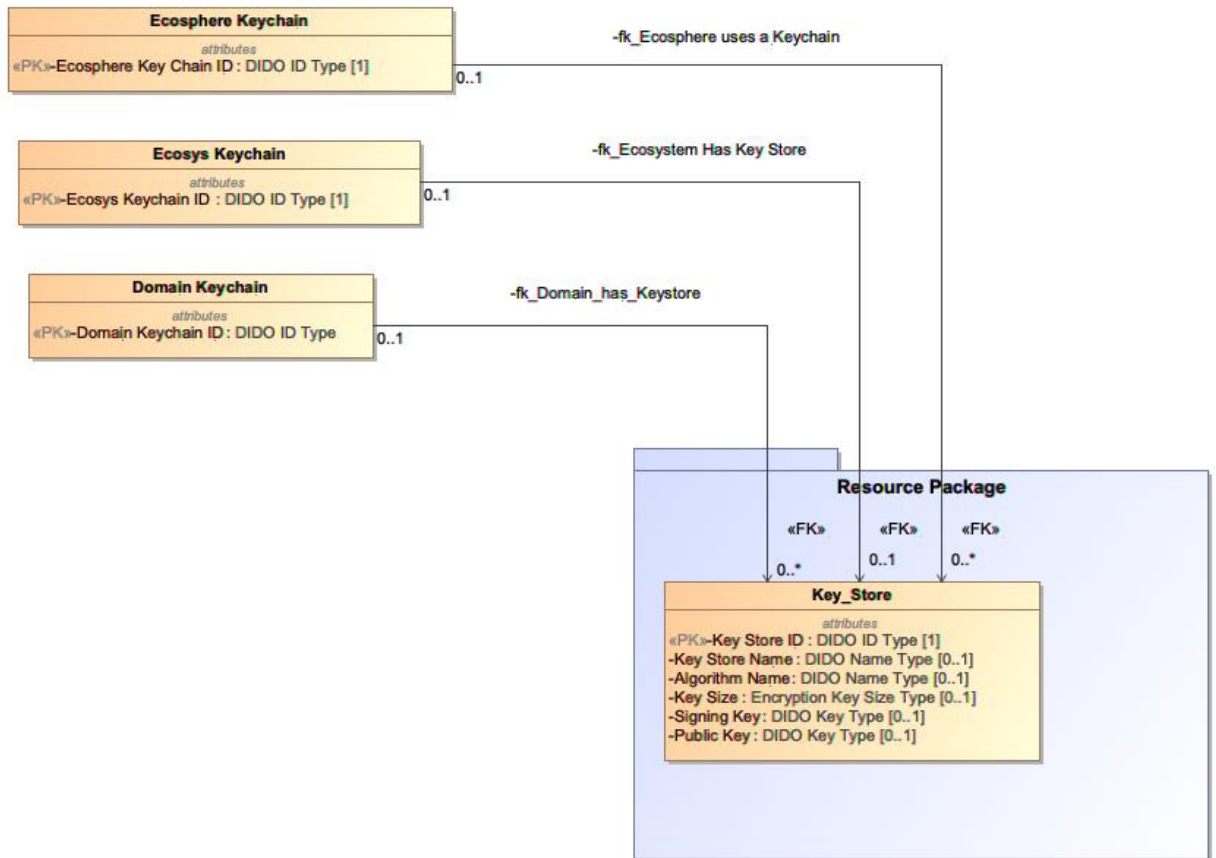 Ecosphere Keychain
attributes
«PK»-Ecosphere Key Chain ID : DIDO ID Type [1]
0..1
-fk_Ecosphere uses a Keychain
Ecosys Keychain
attributes
«PK»-Ecosys Keychain ID : DIDO ID Type [1]
0..1
-fk_Ecosystem Has Key Store
Domain Keychain
attributes
«PK»-Domain Keychain ID : DIDO ID Type
0..1
-fk_Domain_has_Keystore
Resource Package
«FK» «FK» «FK»
0..* 0..1 0..*
Key_Store
attributes
«PK»-Key Store ID : DIDO ID Type [1]
-Key Store Name : DIDO Name Type [0..1]
-Algorithm Name : DIDO Name Type [0..1]
-Key Size : Encryption Key Size Type [0..1]
-Signing Key : DIDO Key Type [0..1]
-Public Key : DIDO Key Type [0..1]